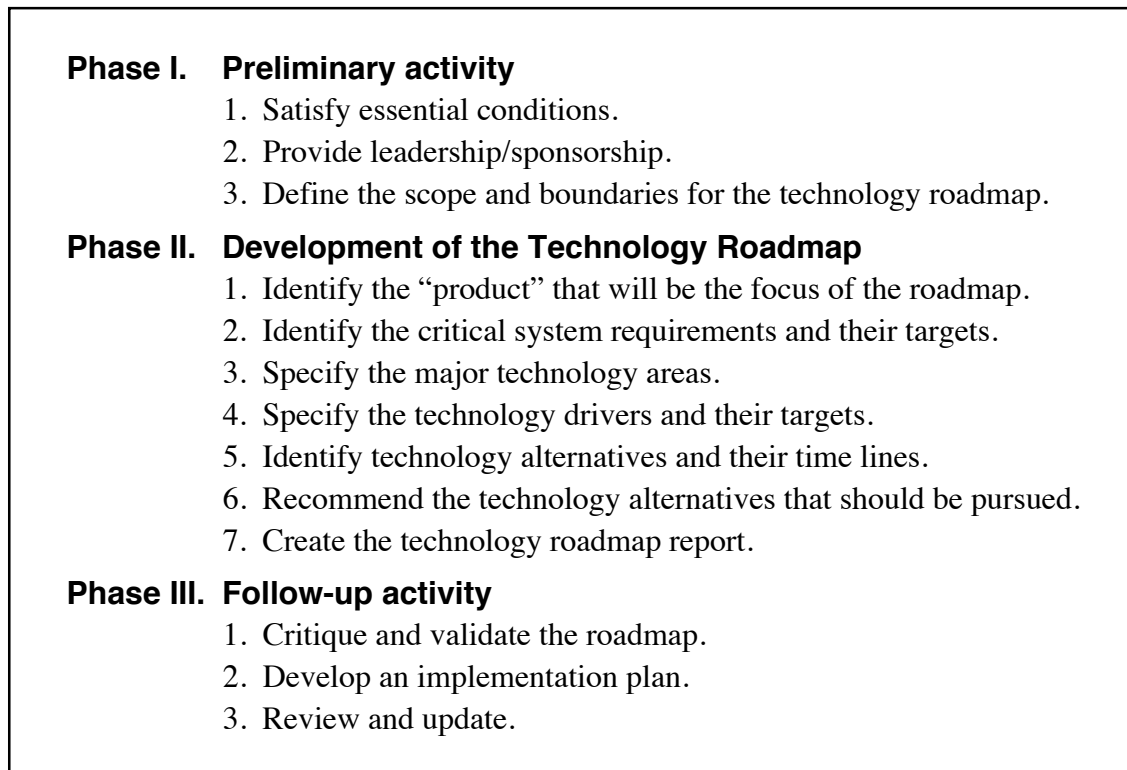 Phase I. Preliminary activity
1. Satisfy essential conditions.
2. Provide leadership/sponsorship.
3. Define the scope and boundaries for the technology roadmap.
Phase II. Development of the Technology Roadmap
1. Identify the “product” that will be the focus of the roadmap.
2. Identify the critical system requirements and their targets.
3. Specify the major technology areas.
4. Specify the technology drivers and their targets.
5. Identify technology alternatives and their time lines.
6. Recommend the technology alternatives that should be pursued.
7. Create the technology roadmap report.
Phase III. Follow-up activity
1. Critique and validate the roadmap.
2. Develop an implementation plan.
3. Review and update.